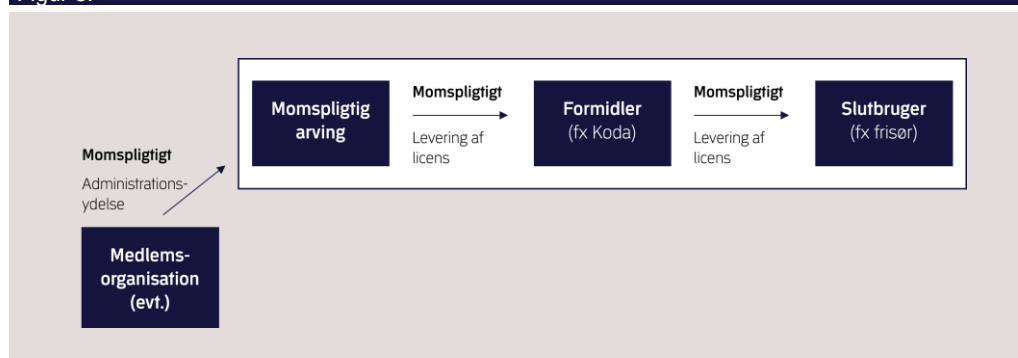 Momspligtig
arving
Momspligtigt
Levering af
licens
Formidler
(fx Koda)
Momspligtigt
Levering af
licens
Slutbruger
(fx frisør)
Momspligtigt
Administrations-
ydelse
Medlems-
organisation
(evt.)